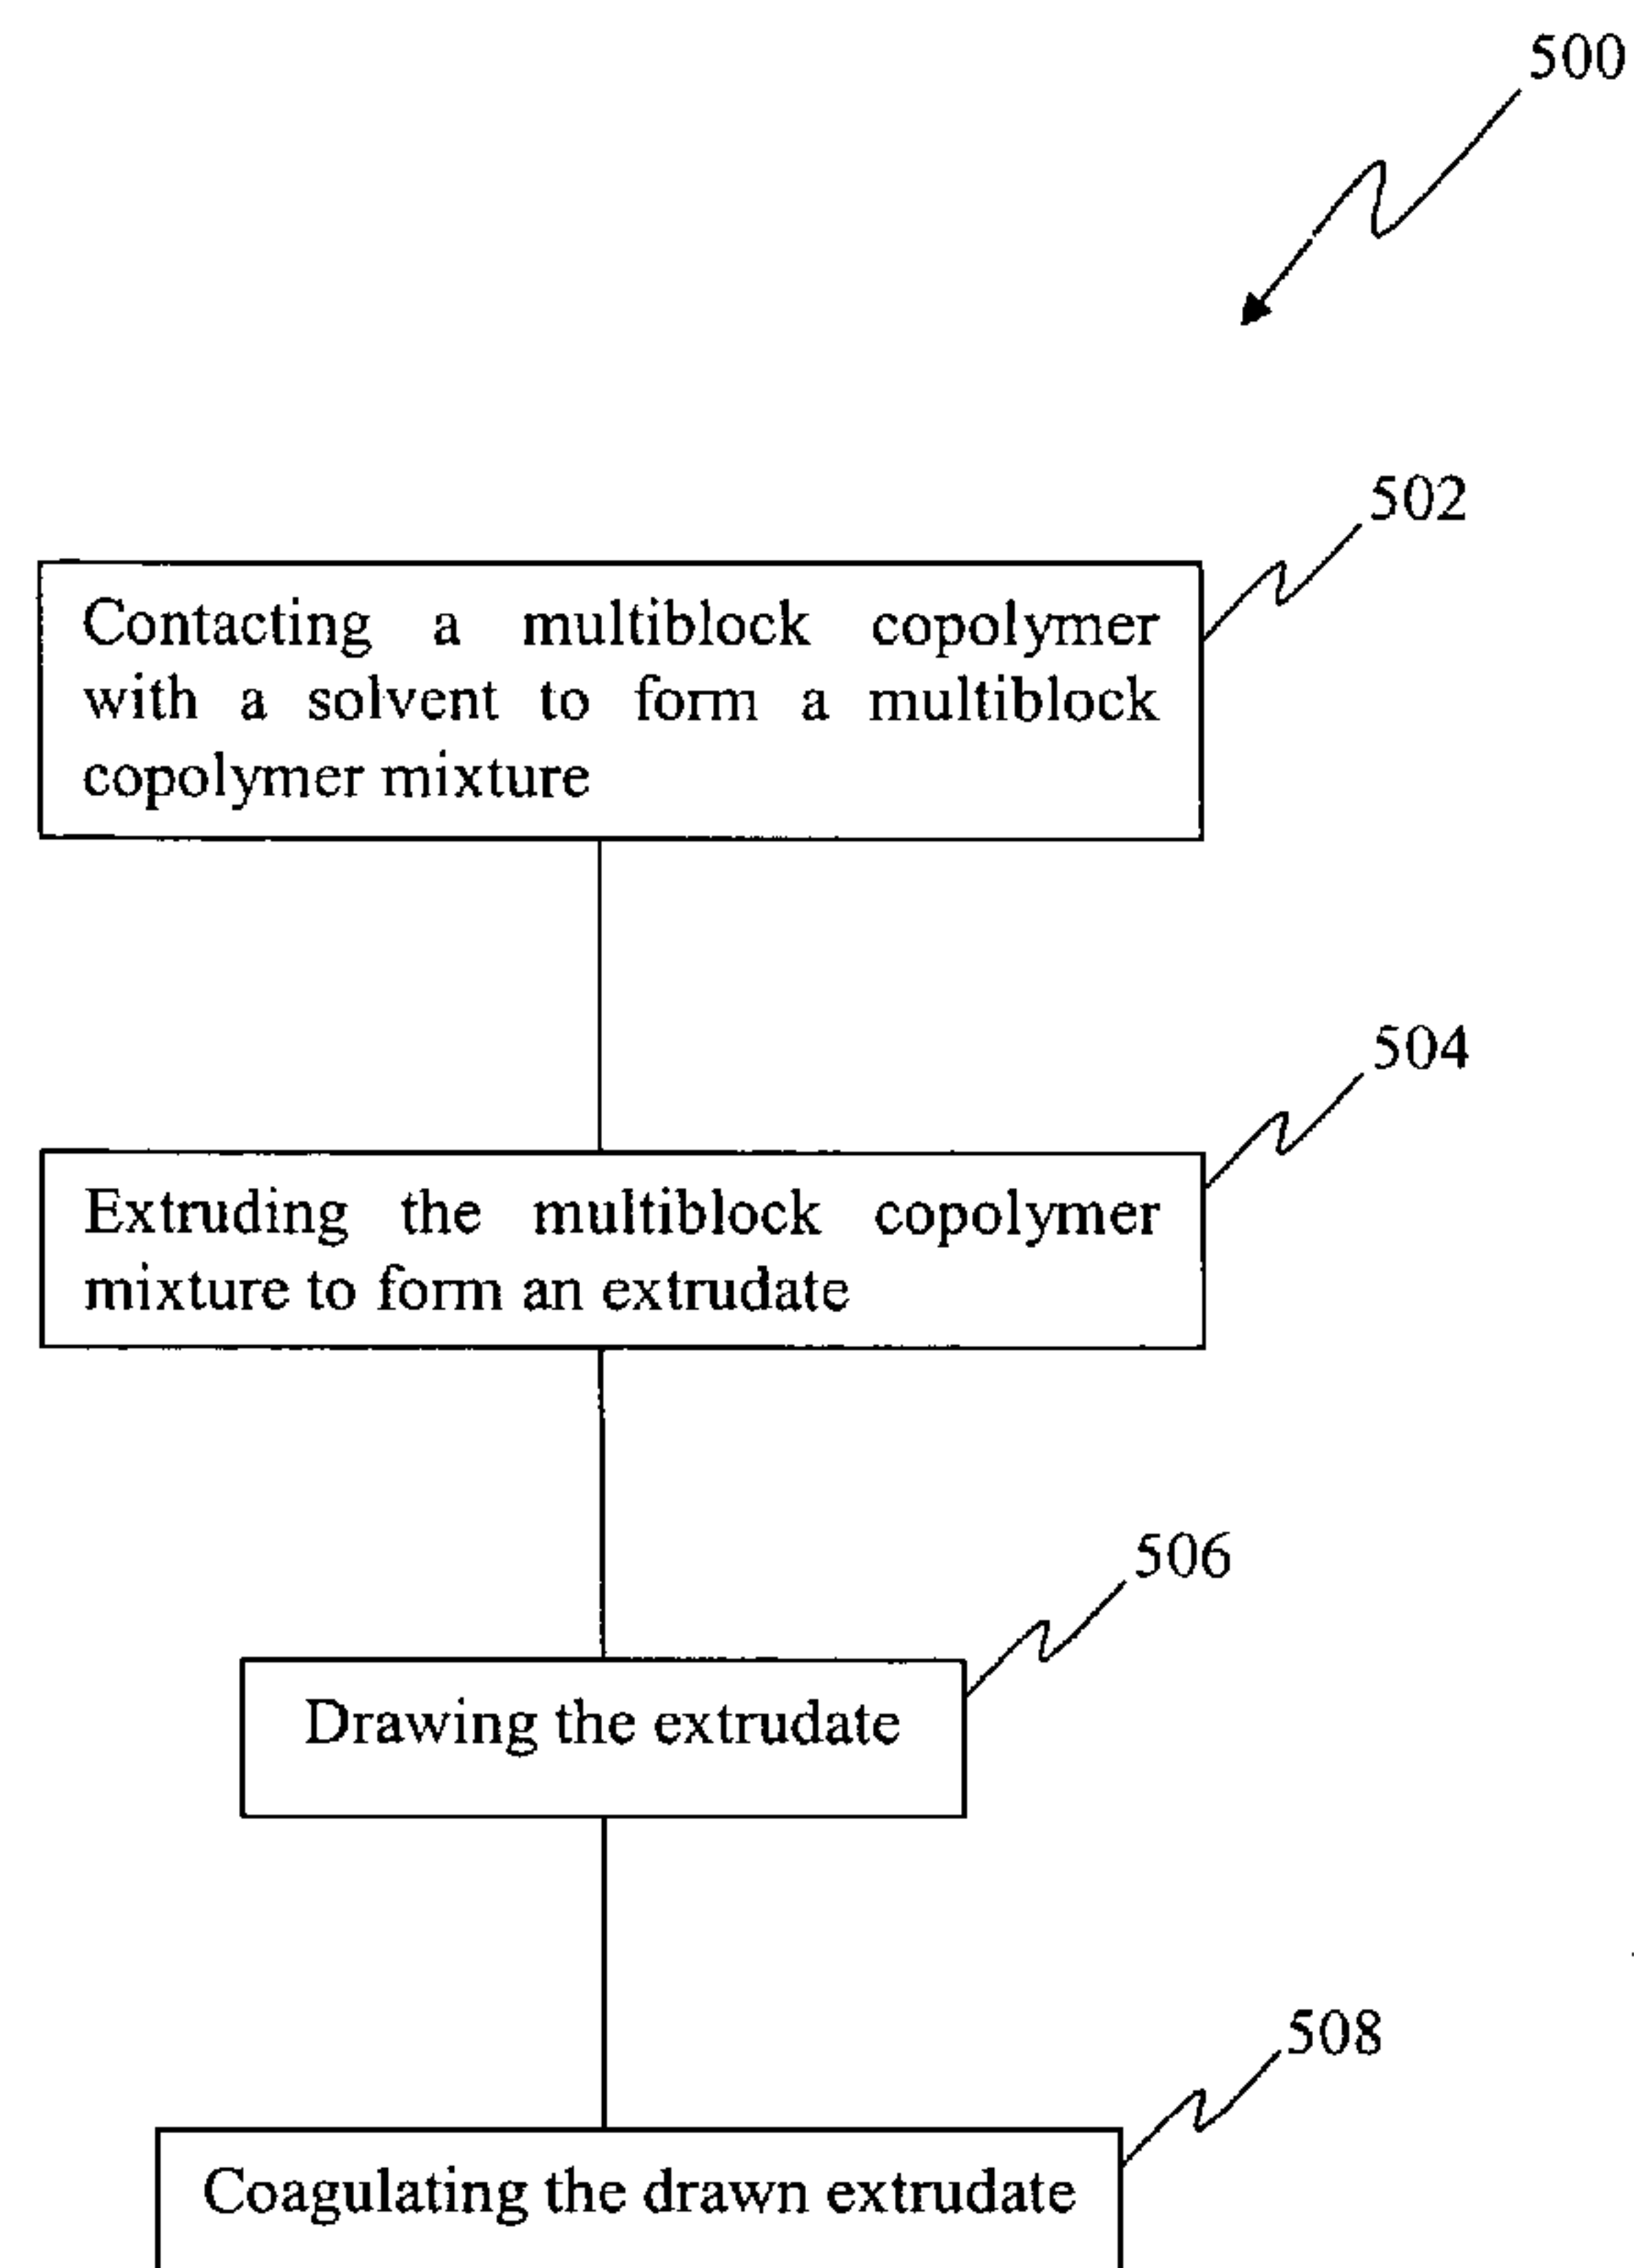 500
502
Contacting a multiblock copolymer
with a solvent to form a multiblock
copolymer mixture
504
Extruding the multiblock copolymer
mixture to form an extrudate
506
Drawing the extrudate
508
Coagulating the drawn extrudate